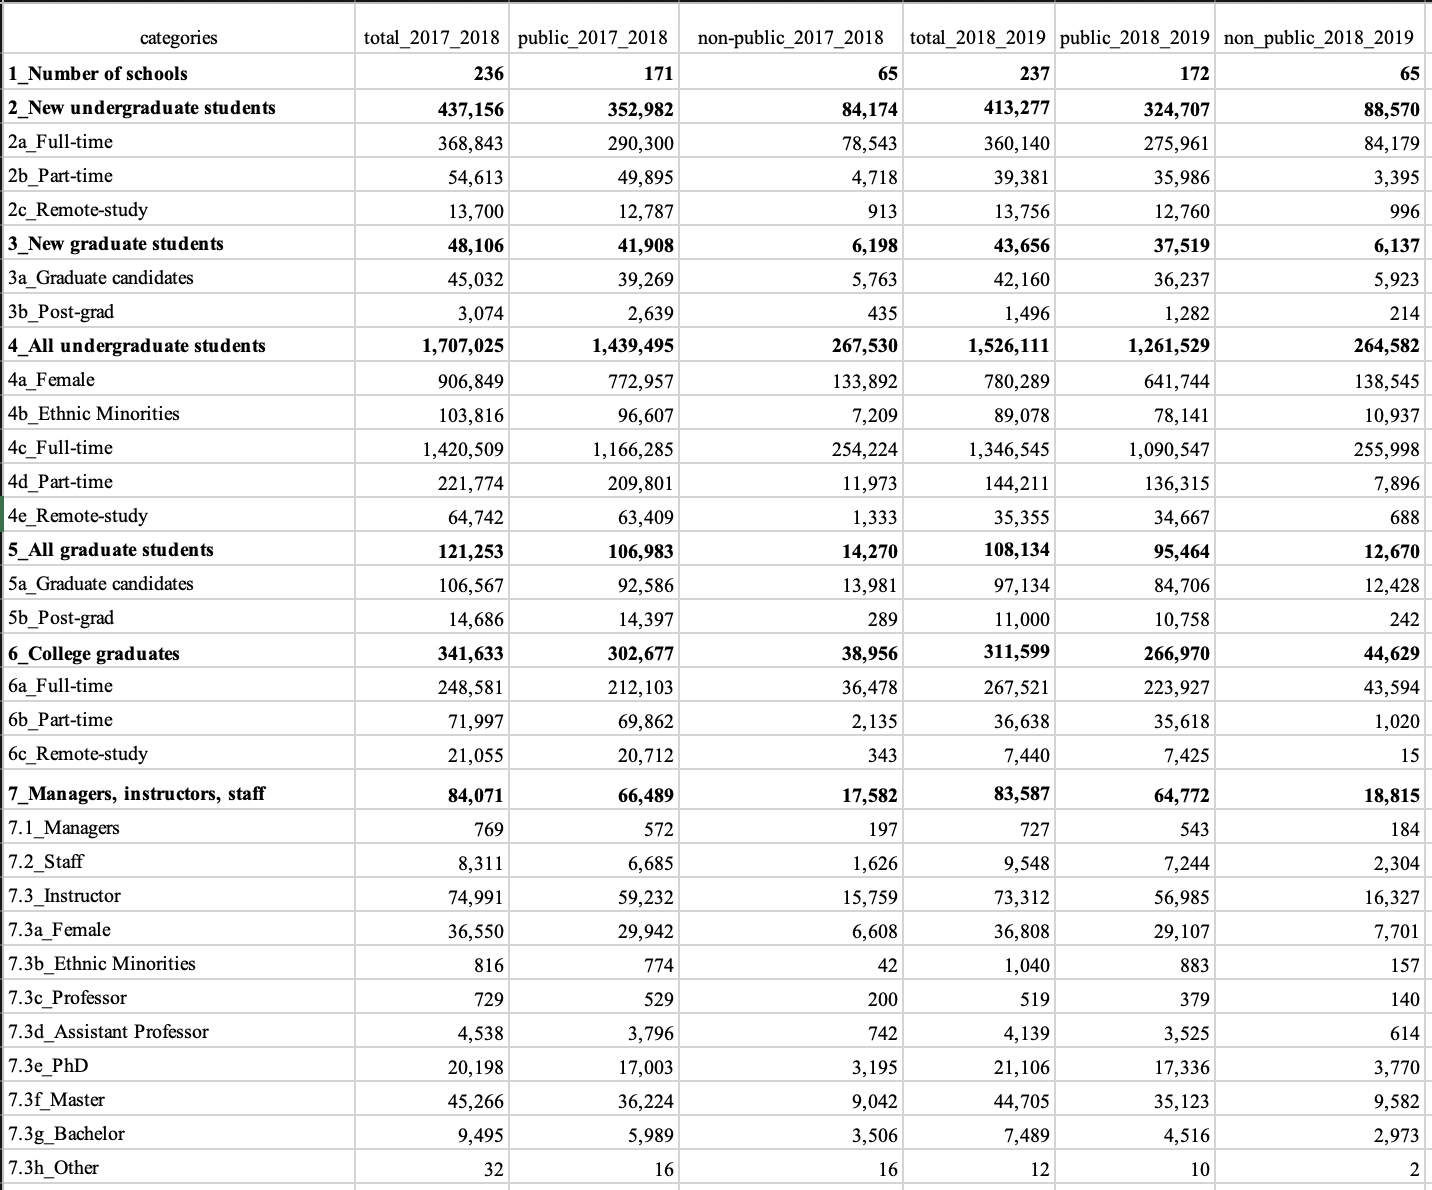 categories total_2017_2018 public_2017_2018 non-public_2017_2018 total_2018_2019 public_2018_2019 non_public_2018_2019
1_Number of schools 236 171 65 237 172 65
2_New undergraduate students 437,156 352,982 84,174 413,277 324,707 88,570
2a_Full-time 368,843 290,300 78,543 360,140 275,961 84,179
2b_Part-time 54,613 49,895 4,718 39,381 35,986 3,395
2c_Remote-study 13,700 12,787 913 13,756 12,760 996
3_New graduate students 48,106 41,908 6,198 43,656 37,519 6,137
3a_Graduate candidates 45,032 39,269 5,763 42,160 36,237 5,923
3b_Post-grad 3,074 2,639 435 1,496 1,282 214
4_All undergraduate students 1,707,025 1,439,495 267,530 1,526,111 1,261,529 264,582
4a_Female 906,849 772,957 133,892 780,289 641,744 138,545
4b_Ethnic Minorities 103,816 96,607 7,209 89,078 78,141 10,937
4c_Full-time 1,420,509 1,166,285 254,224 1,346,545 1,090,547 255,998
4d_Part-time 221,774 209,801 11,973 144,211 136,315 7,896
4e_Remote-study 64,742 63,409 1,333 35,355 34,667 688
5_All graduate students 121,253 106,983 14,270 108,134 95,464 12,670
5a_Graduate candidates 106,567 92,586 13,981 97,134 84,706 12,428
5b_Post-grad 14,686 14,397 289 11,000 10,758 242
6_College graduates 341,633 302,677 38,956 311,599 266,970 44,629
6a_Full-time 248,581 212,103 36,478 267,521 223,927 43,594
6b_Part-time 71,997 69,862 2,135 36,638 35,618 1,020
6c_Remote-study 21,055 20,712 343 7,440 7,425 15
7_Managers, instructors, staff 84,071 66,489 17,582 83,587 64,772 18,815
7.1_Managers 769 572 197 727 543 184
7.2_Staff 8,311 6,685 1,626 9,548 7,244 2,304
7.3_Instructor 74,991 59,232 15,759 73,312 56,985 16,327
7.3a_Female 36,550 29,942 6,608 36,808 29,107 7,701
7.3b_Ethnic Minorities 816 774 42 1,040 883 157
7.3c_Professor 729 529 200 519 379 140
7.3d_Assistant Professor 4,538 3,796 742 4,139 3,525 614
7.3e_PhD 20,198 17,003 3,195 21,106 17,336 3,770
7.3f_Master 45,266 36,224 9,042 44,705 35,123 9,582
7.3g_Bachelor 9,495 5,989 3,506 7,489 4,516 2,973
7.3h_Other 32 16 16 12 10 2